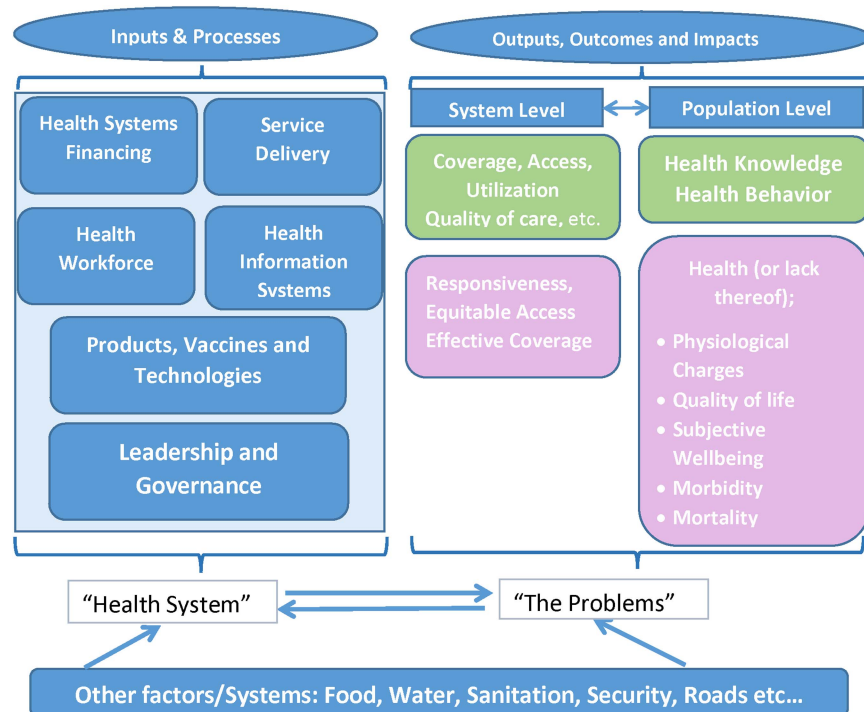 Inputs & Processes
Outputs, Outcomes and Impacts
Health Systems
Financing
Service
Delivery
Health
Workforce
Health
Information
Svstems
Products, Vaccines and
Technologies
Leadership and
Governance
System Level
Population Level
Coverage, Access,
Utilization
Quality of care, etc.
Health Knowledge
Health Behavior
Responsiveness,
Equitable Access
Effective Coverage
Health (or lack
thereof);
• Physiological
Charges
• Quality of life
• Subjective
Wellbeing
• Morbidity
• Mortality
“Health System”
“The Problems”
Other factors/Systems: Food, Water, Sanitation, Security, Roads etc...